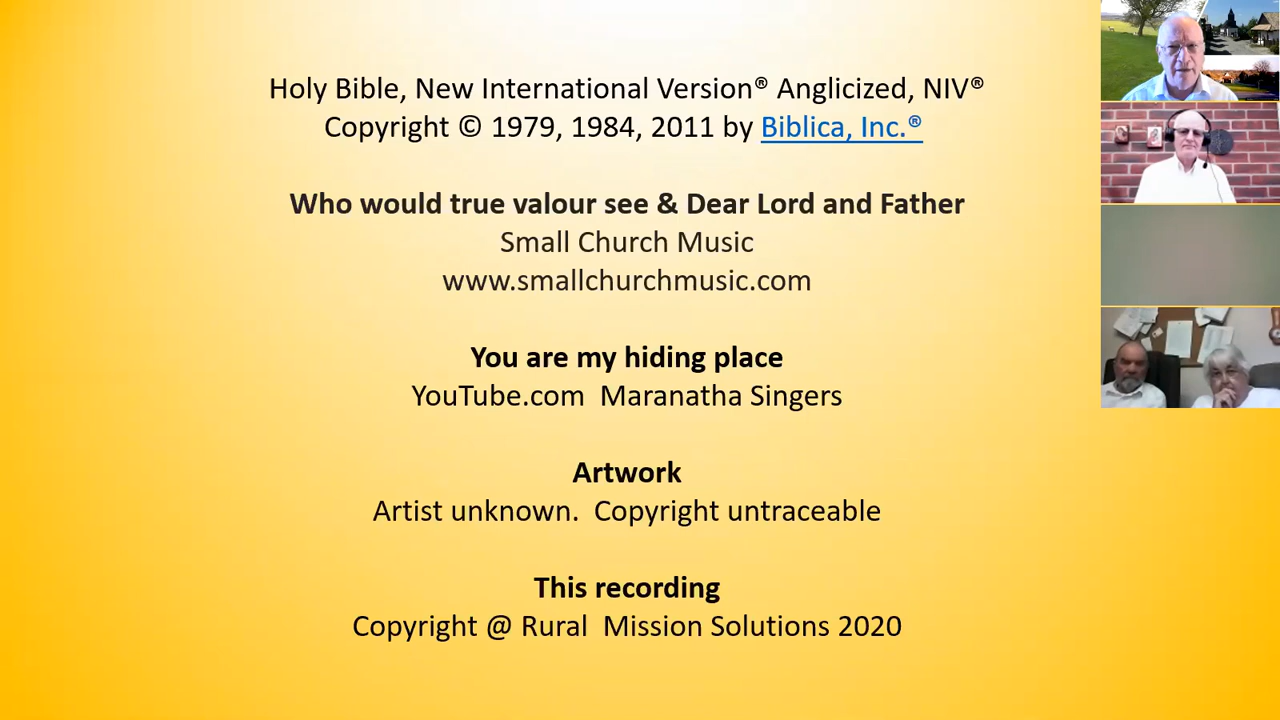 Holy Bible, New International Version® Anglicized, NIV®
Copyright © 1979, 1984, 2011 by Biblica, Inc.®
Who would true valour see & Dear Lord and Father
Small Church Music
www.smallchurchmusic.com
You are my hiding place
YouTube.com  Maranatha Singers
Artwork
Artist unknown.  Copyright untraceable
This recording
Copyright @ Rural  Mission Solutions 2020